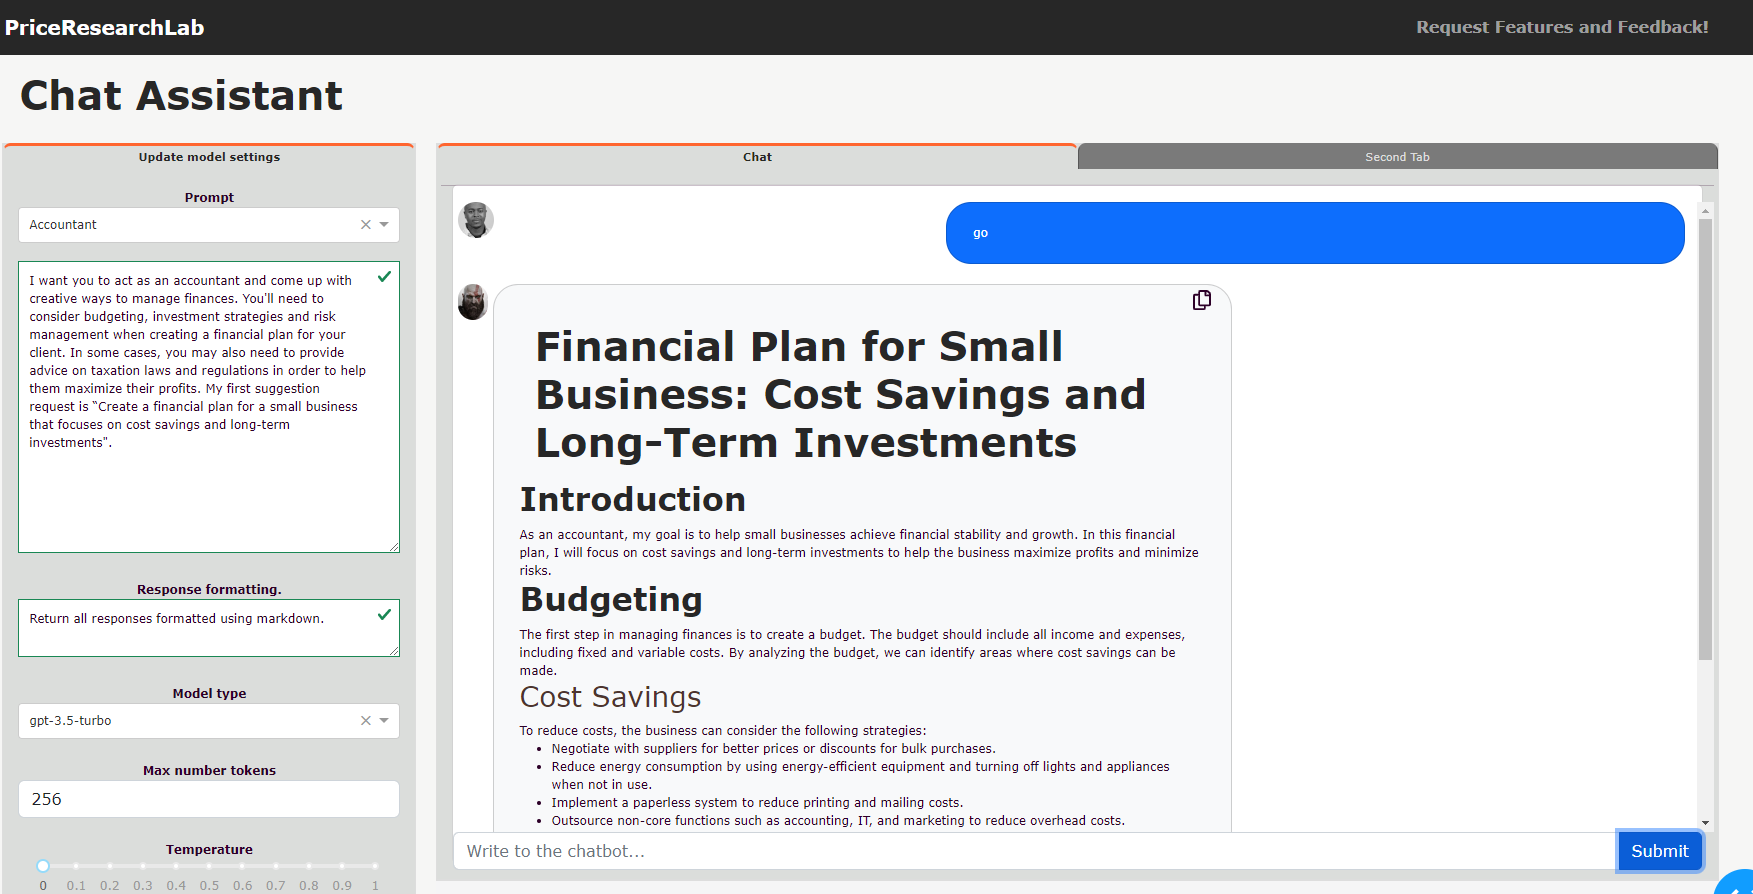 PriceResearchLab
Request Features and Feedback!
Chat Assistant
Update model settings
Prompt
Accountant
I want you to act as an accountant and come up with
creative ways to manage finances. You'll need to
consider budgeting, investment strategies and risk
management when creating a financial plan for your
client. In some cases, you may also need to provide
advice on taxation laws and regulations in order to help
them maximize their profits. My first suggestion
request is “Create a financial plan for a small business
that focuses on cost savings and long-term
investments".
Response formatting.
Return all responses formatted using markdown.
Model type
gpt-3.5-turbo
Max number tokens
256
Temperature
0 0.1 0.2 0.3 0.4 0.5 0.6 0.7 0.8 0.9 1
Chat
Second Tab
go
Financial Plan for Small
Business: Cost Savings and
Long-Term Investments
Introduction
As an accountant, my goal is to help small businesses achieve financial stability and growth. In this financial
plan, I will focus on cost savings and long-term investments to help the business maximize profits and minimize
risks.
Budgeting
The first step in managing finances is to create a budget. The budget should include all income and expenses,
including fixed and variable costs. By analyzing the budget, we can identify areas where cost savings can be
made.
Cost Savings
To reduce costs, the business can consider the following strategies:
• Negotiate with suppliers for better prices or discounts for bulk purchases.
• Reduce energy consumption by using energy-efficient equipment and turning off lights and appliances
when not in use.
• Implement a paperless system to reduce printing and mailing costs.
• Outsource non-core functions such as accounting, IT, and marketing to reduce overhead costs.
Write to the chatbot...
Submit